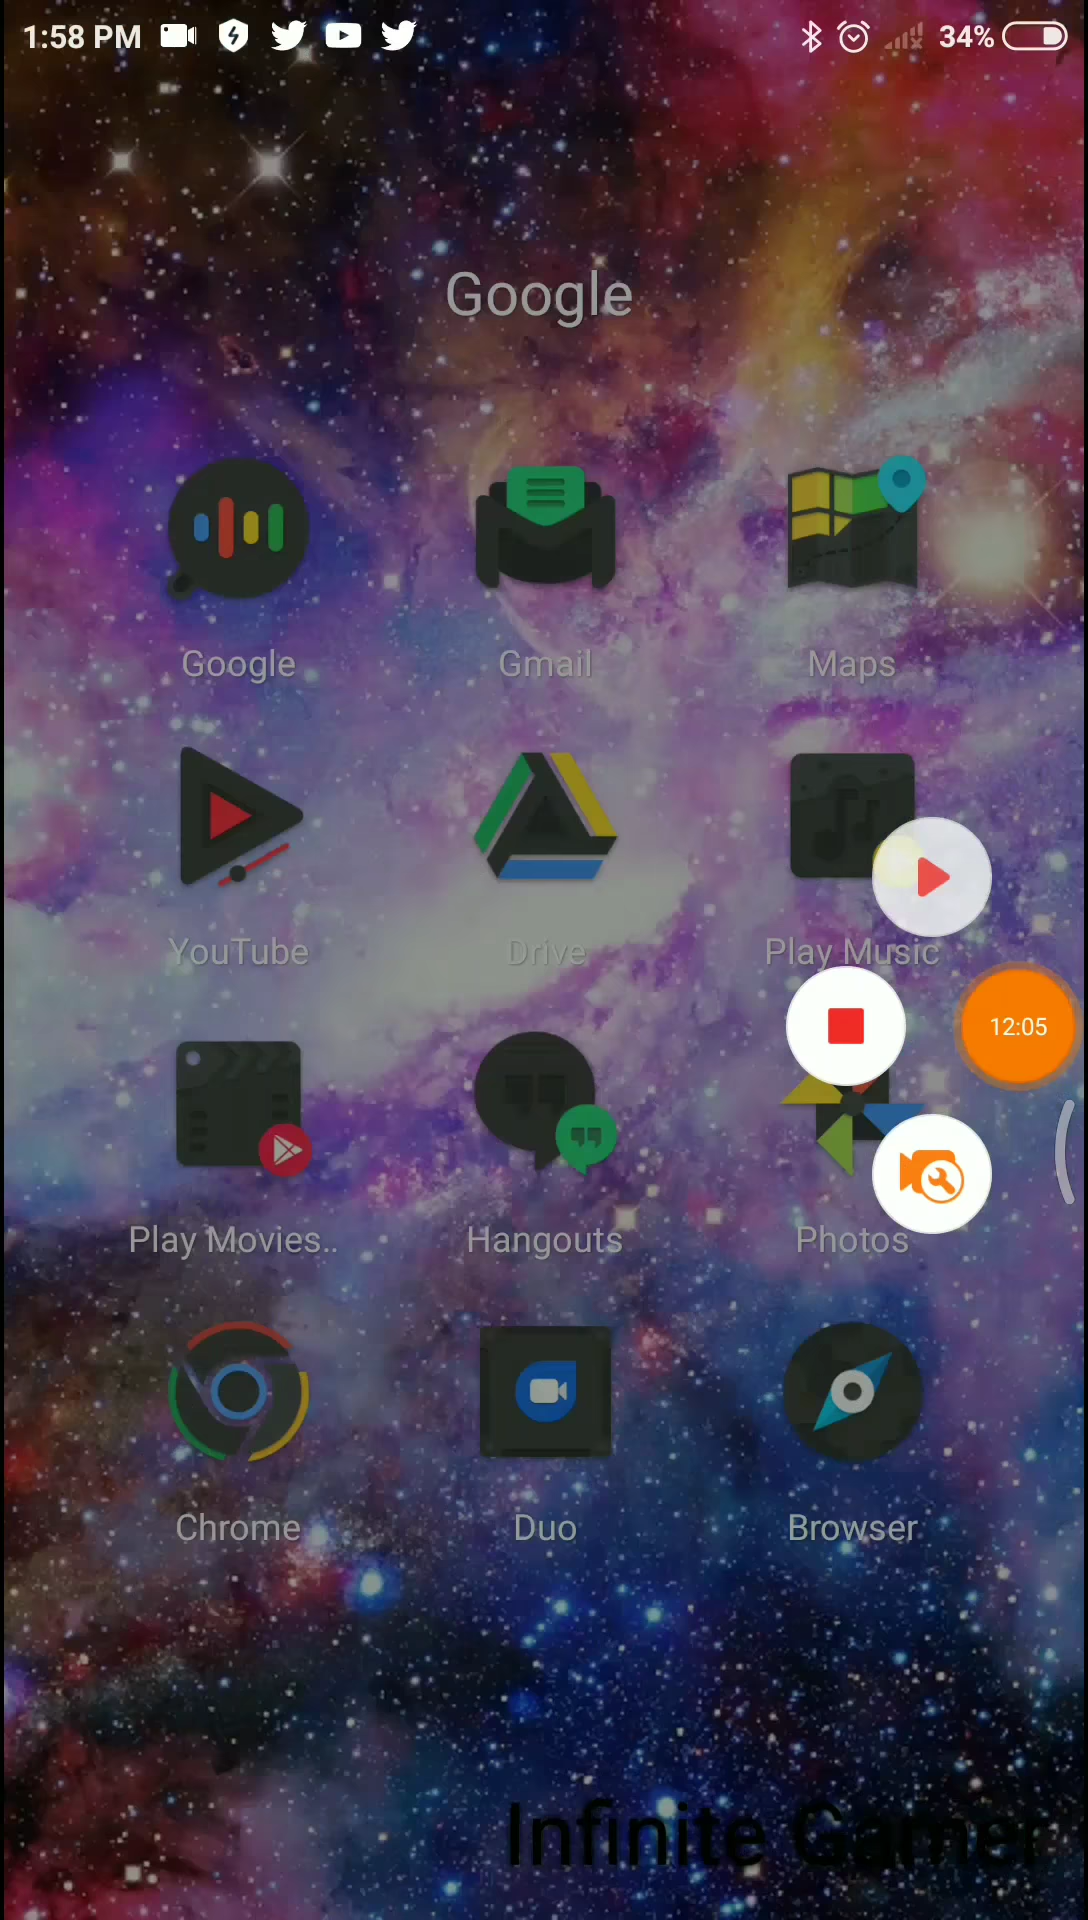 1:58 PM
34%
Google
Google
Gmail
Maps
YouTube
Drive
Play Music
12:05
Play Movies..
Hangouts
Photos
Chrome
Duo
Browser
Infinite Gamer